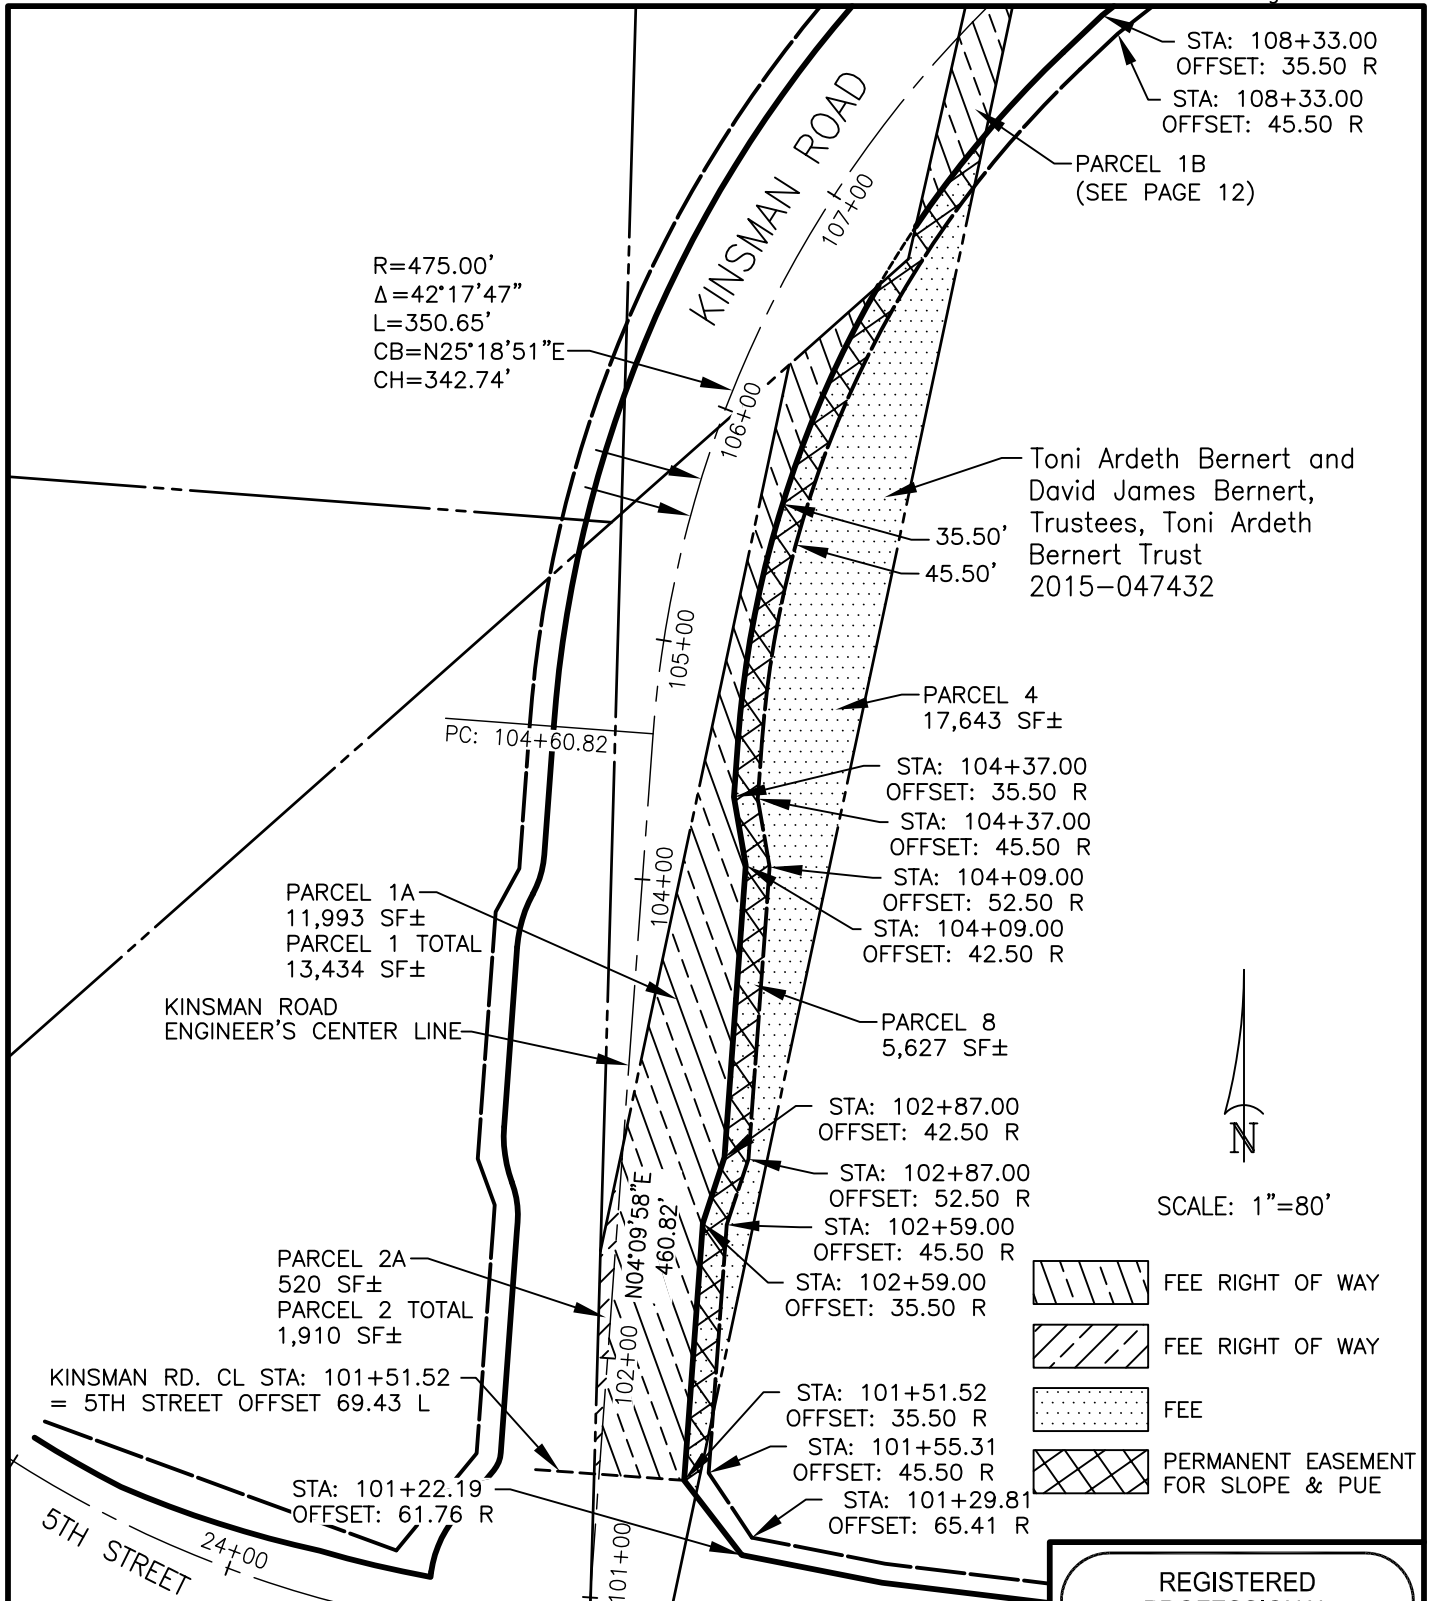 STA: 108+33.00
OFFSET: 35.50 R
STA: 108+33.00
OFFSET: 45.50 R
PARCEL 1B
(SEE PAGE 12)
KINSMAN ROAD
107+00
R=475.00'
Δ=42°17'47"
L=350.65'
CB=N25°18'51"E
CH=342.74'
106+00
Toni Ardeth Bernert and
David James Bernert,
Trustees, Toni Ardeth
Bernert Trust
2015-047432
35.50'
45.50'
105+00
PARCEL 4
17,643 SF±
PC: 104+60.82
STA: 104+37.00
OFFSET: 35.50 R
STA: 104+37.00
OFFSET: 45.50 R
STA: 104+09.00
OFFSET: 52.50 R
STA: 104+09.00
OFFSET: 42.50 R
104+00
PARCEL 1A
11,993 SF±
PARCEL 1 TOTAL
13,434 SF±
KINSMAN ROAD
ENGINEER'S CENTER LINE
PARCEL 8
5,627 SF±
STA: 102+87.00
OFFSET: 42.50 R
STA: 102+87.00
OFFSET: 52.50 R
STA: 102+59.00
OFFSET: 45.50 R
STA: 102+59.00
OFFSET: 35.50 R
N
SCALE: 1"=80'
N04°09'58"E
460.82'
PARCEL 2A
520 SF±
PARCEL 2 TOTAL
1,910 SF±
102+00
KINSMAN RD. CL STA: 101+51.52
= 5TH STREET OFFSET 69.43 L
STA: 101+51.52
OFFSET: 35.50 R
STA: 101+55.31
OFFSET: 45.50 R
STA: 101+29.81
OFFSET: 65.41 R
STA: 101+22.19
OFFSET: 61.76 R
101+00
5TH STREET
24+00
FEE RIGHT OF WAY
FEE RIGHT OF WAY
FEE
PERMANENT EASEMENT
FOR SLOPE & PUE
REGISTERED